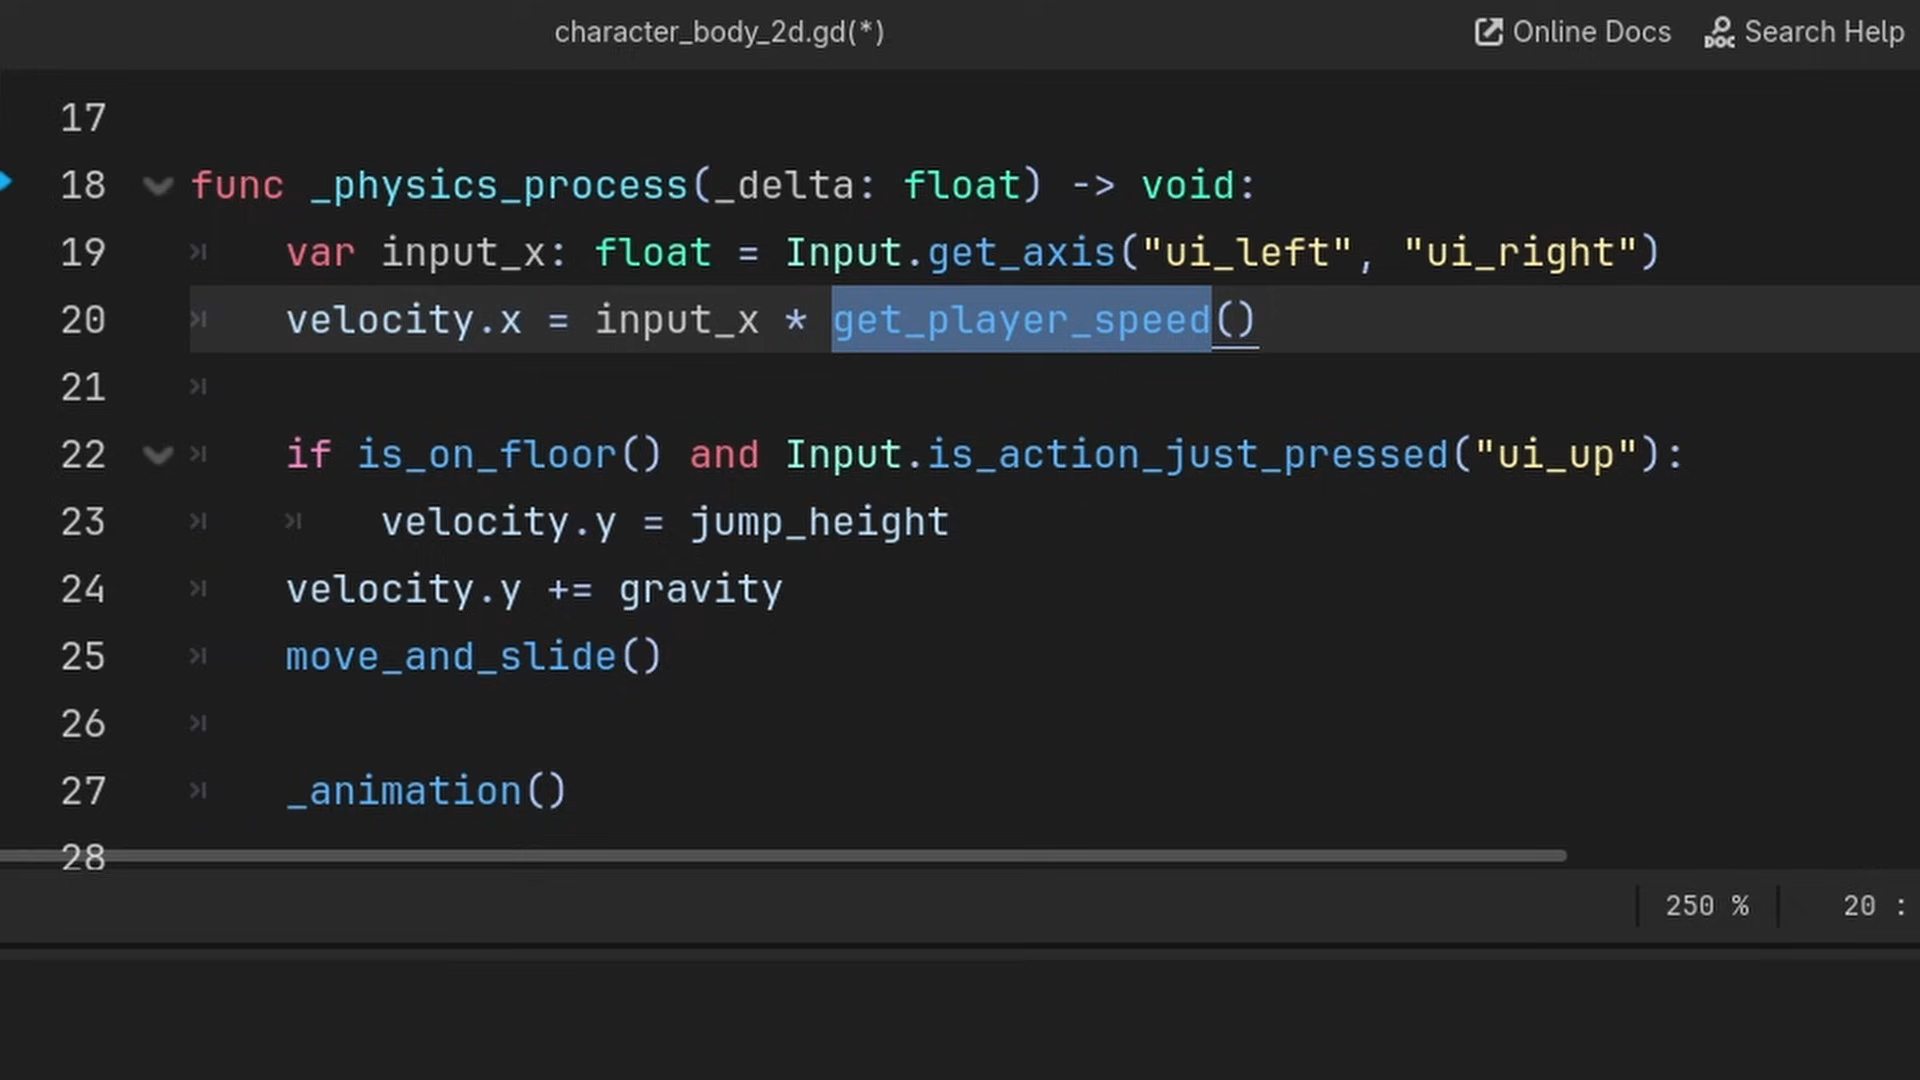 character_body_2d.gd(*)
Online Docs
Search Help
17
18 func _physics_process(_delta: float) -> void:
19 var input_x: float = Input.get_axis("ui_left", "ui_right")
20 velocity.x = input_x * get_player_speed()
21
22 if is_on_floor() and Input.is_action_just_pressed("ui_up"):
23 velocity.y = jump_height
24 velocity.y += gravity
25 move_and_slide()
26
27 _animation()
28
250 %
20 :